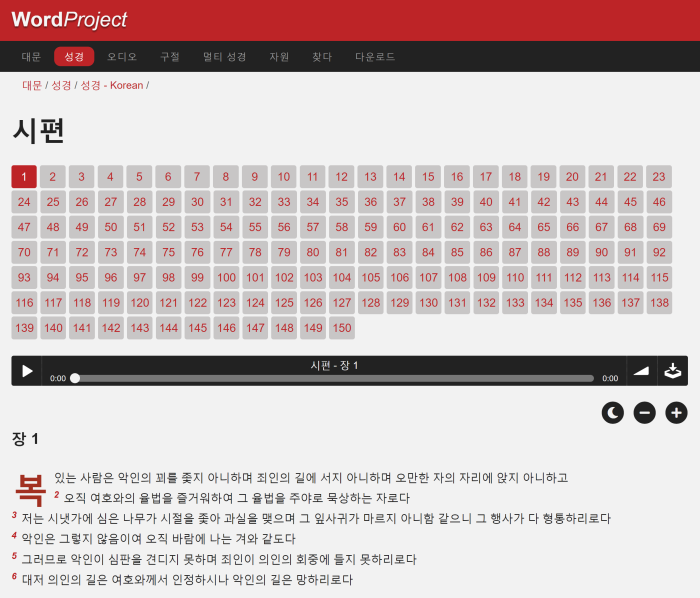 WordProject
대문 성경 오디오 구절 멀티 성경 자원 찾다 다운로드
대문 / 성경 / 성경 - Korean /
시편
1 2 3 4 5 6 7 8 9 10 11 12 13 14 15 16 17 18 19 20 21 22 23
24 25 26 27 28 29 30 31 32 33 34 35 36 37 38 39 40 41 42 43 44 45 46
47 48 49 50 51 52 53 54 55 56 57 58 59 60 61 62 63 64 65 66 67 68 69
70 71 72 73 74 75 76 77 78 79 80 81 82 83 84 85 86 87 88 89 90 91 92
93 94 95 96 97 98 99 100 101 102 103 104 105 106 107 108 109 110 111 112 113 114 115
116 117 118 119 120 121 122 123 124 125 126 127 128 129 130 131 132 133 134 135 136 137 138
139 140 141 142 143 144 145 146 147 148 149 150
시편 - 장 1
0:00 0:00
장 1
복 있는 사람은 악인의 꾀를 좇지 아니하며 죄인의 길에 서지 아니하며 오만한 자의 자리에 앉지 아니하고
2 오직 여호와의 율법을 즐거워하여 그 율법을 주야로 묵상하는 자로다
3 저는 시냇가에 심은 나무가 시절을 좇아 과실을 맺으며 그 잎사귀가 마르지 아니함 같으니 그 행사가 다 형통하리로다
4 악인은 그렇지 않음이여 오직 바람에 나는 겨와 같도다
5 그러므로 악인이 심판을 견디지 못하며 죄인이 의인의 회중에 들지 못하리로다
6 대저 의인의 길은 여호와께서 인정하시나 악인의 길은 망하리로다